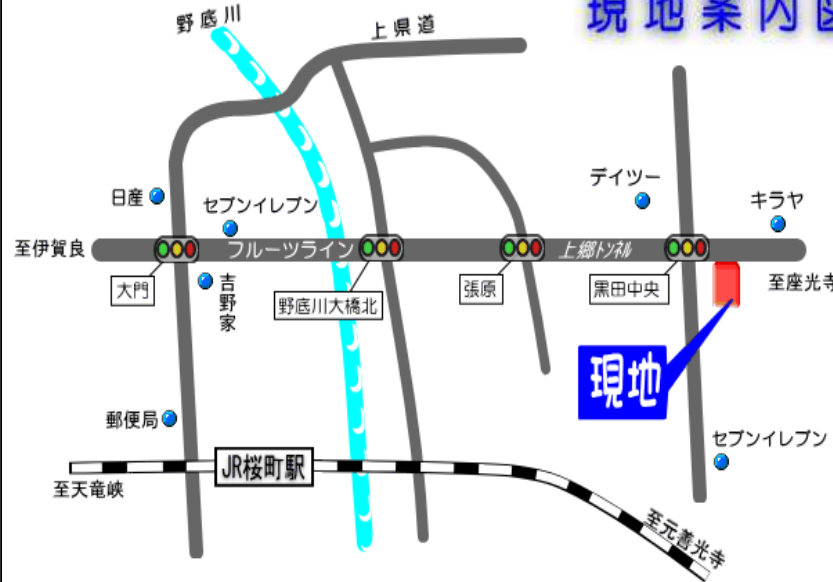 現地案内図
野底川
上県道
日産
セブンイレブン
デイツー
キラヤ
至伊賀良
フルーツライン
上郷トンネル
大門
吉野家
野底川大橋北
張原
黒田中央
至座光寺
現地
郵便局
セブンイレブン
JR桜町駅
至天竜峡
至元善光寺